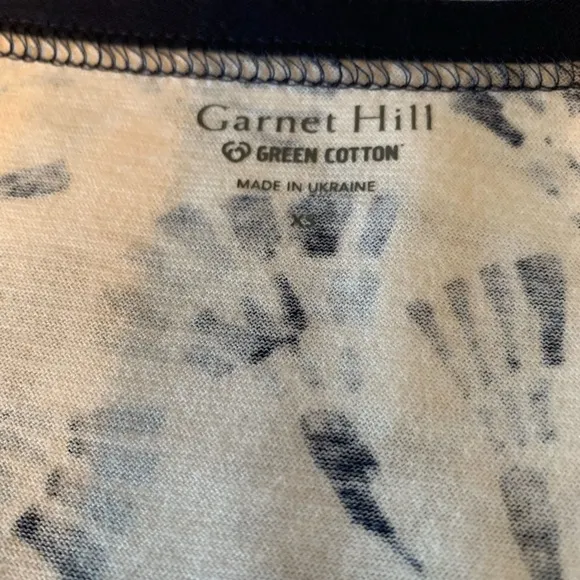 Garnet Hill
GREEN COTTON
MADE IN UKRAINE
XS